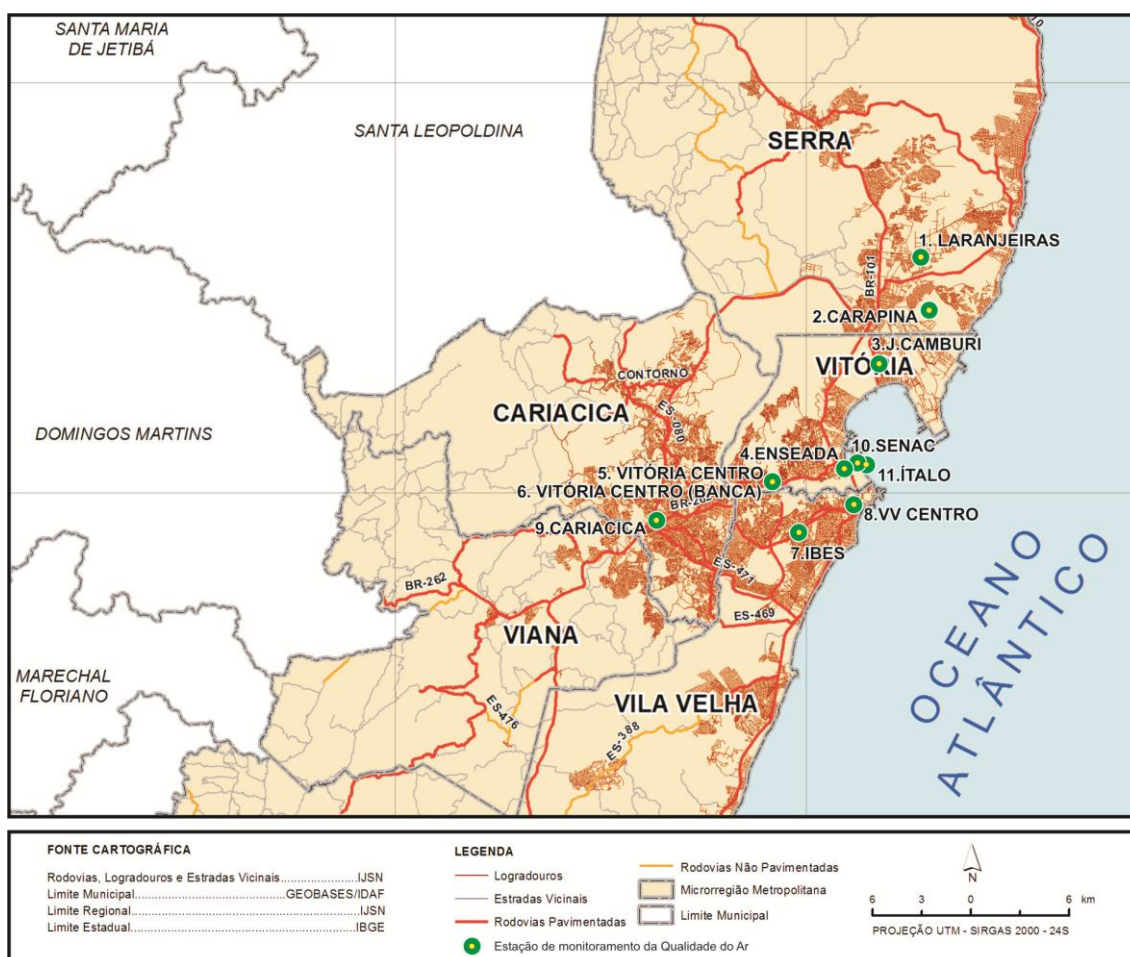 SANTA MARIA
DE JETIBÁ
SANTA LEOPOLDINA
10
SERRA
1. LARANJEIRAS
BR-101
2.CARAPINA
3.J.CAMBURI
VITÓRIA
CONTORNO
CARIACICA
ES-080
DOMINGOS MARTINS
4.ENSEADA
10.SENAC
11.ÍTALO
5. VITÓRIA CENTRO
6. VITÓRIA CENTRO (BANCA)
8.VV CENTRO
9.CARIACICA
7.IBES
ES-471
BR-262
ES-469
VIANA
MARECHAL
FLORIANO
VILA VELHA
ES-476
ES-388
OCEANO
ATLÂNTICO
FONTE CARTOGRÁFICA
Rodovias, Logradouros e Estradas Vicinais..................IJSN
Limite Municipal..............................GEOBASES/IDAF
Limite Regional.............................................IJSN
Limite Estadual.............................................IBGE
LEGENDA
Logradouros
Estradas Vicinais
Rodovias Pavimentadas
Estação de monitoramento da Qualidade do Ar
Rodovias Não Pavimentadas
Microrregião Metropolitana
Limite Municipal
N
6 3 0 6 km
PROJEÇÃO UTM - SIRGAS 2000 - 24S